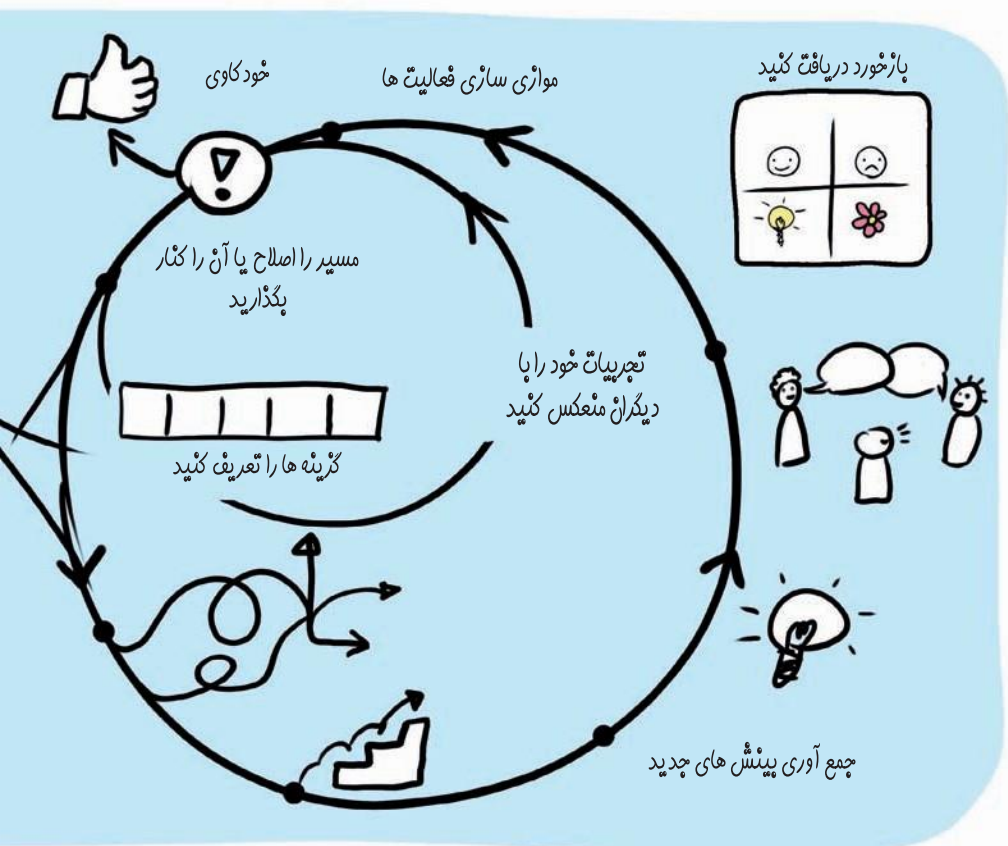 بازخورد دریافت کنید
موازی سازی فعالیت ها
خودکاوی
مسیر را اصلاح یا آن را کنار
بگذارید
تجربیات خود را با
دیگران منعکس کنید
گزینه ها را تعریف کنید
جمع آوری بینش های جدید